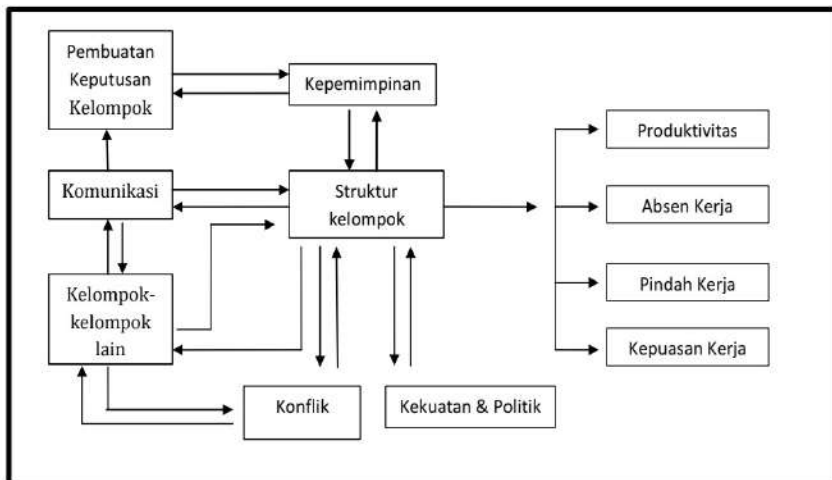 Pembuatan
Keputusan
Kelompok
Kepemimpinan
Produktivitas
Komunikasi
Struktur
kelompok
Absen Kerja
Kelompok-
kelompok
lain
Pindah Kerja
Kepuasan Kerja
Konflik
Kekuatan & Politik